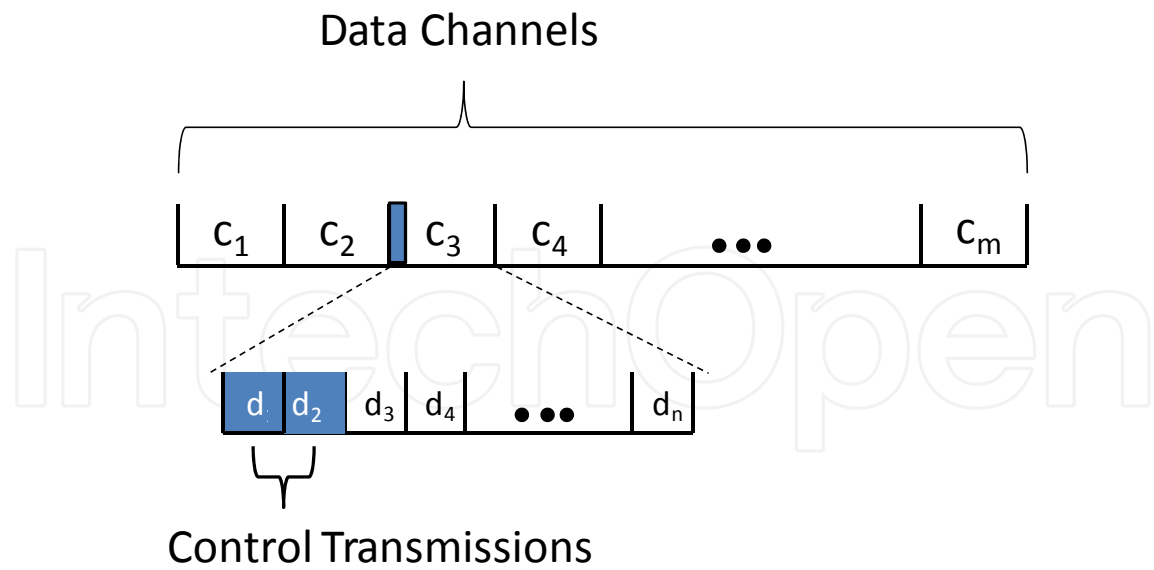 Data Channels
c₁ c₂ c₃ c₄ ••• cₘ
IntechOpen
d d₂ d₃ d₄ ••• dₙ
Control Transmissions